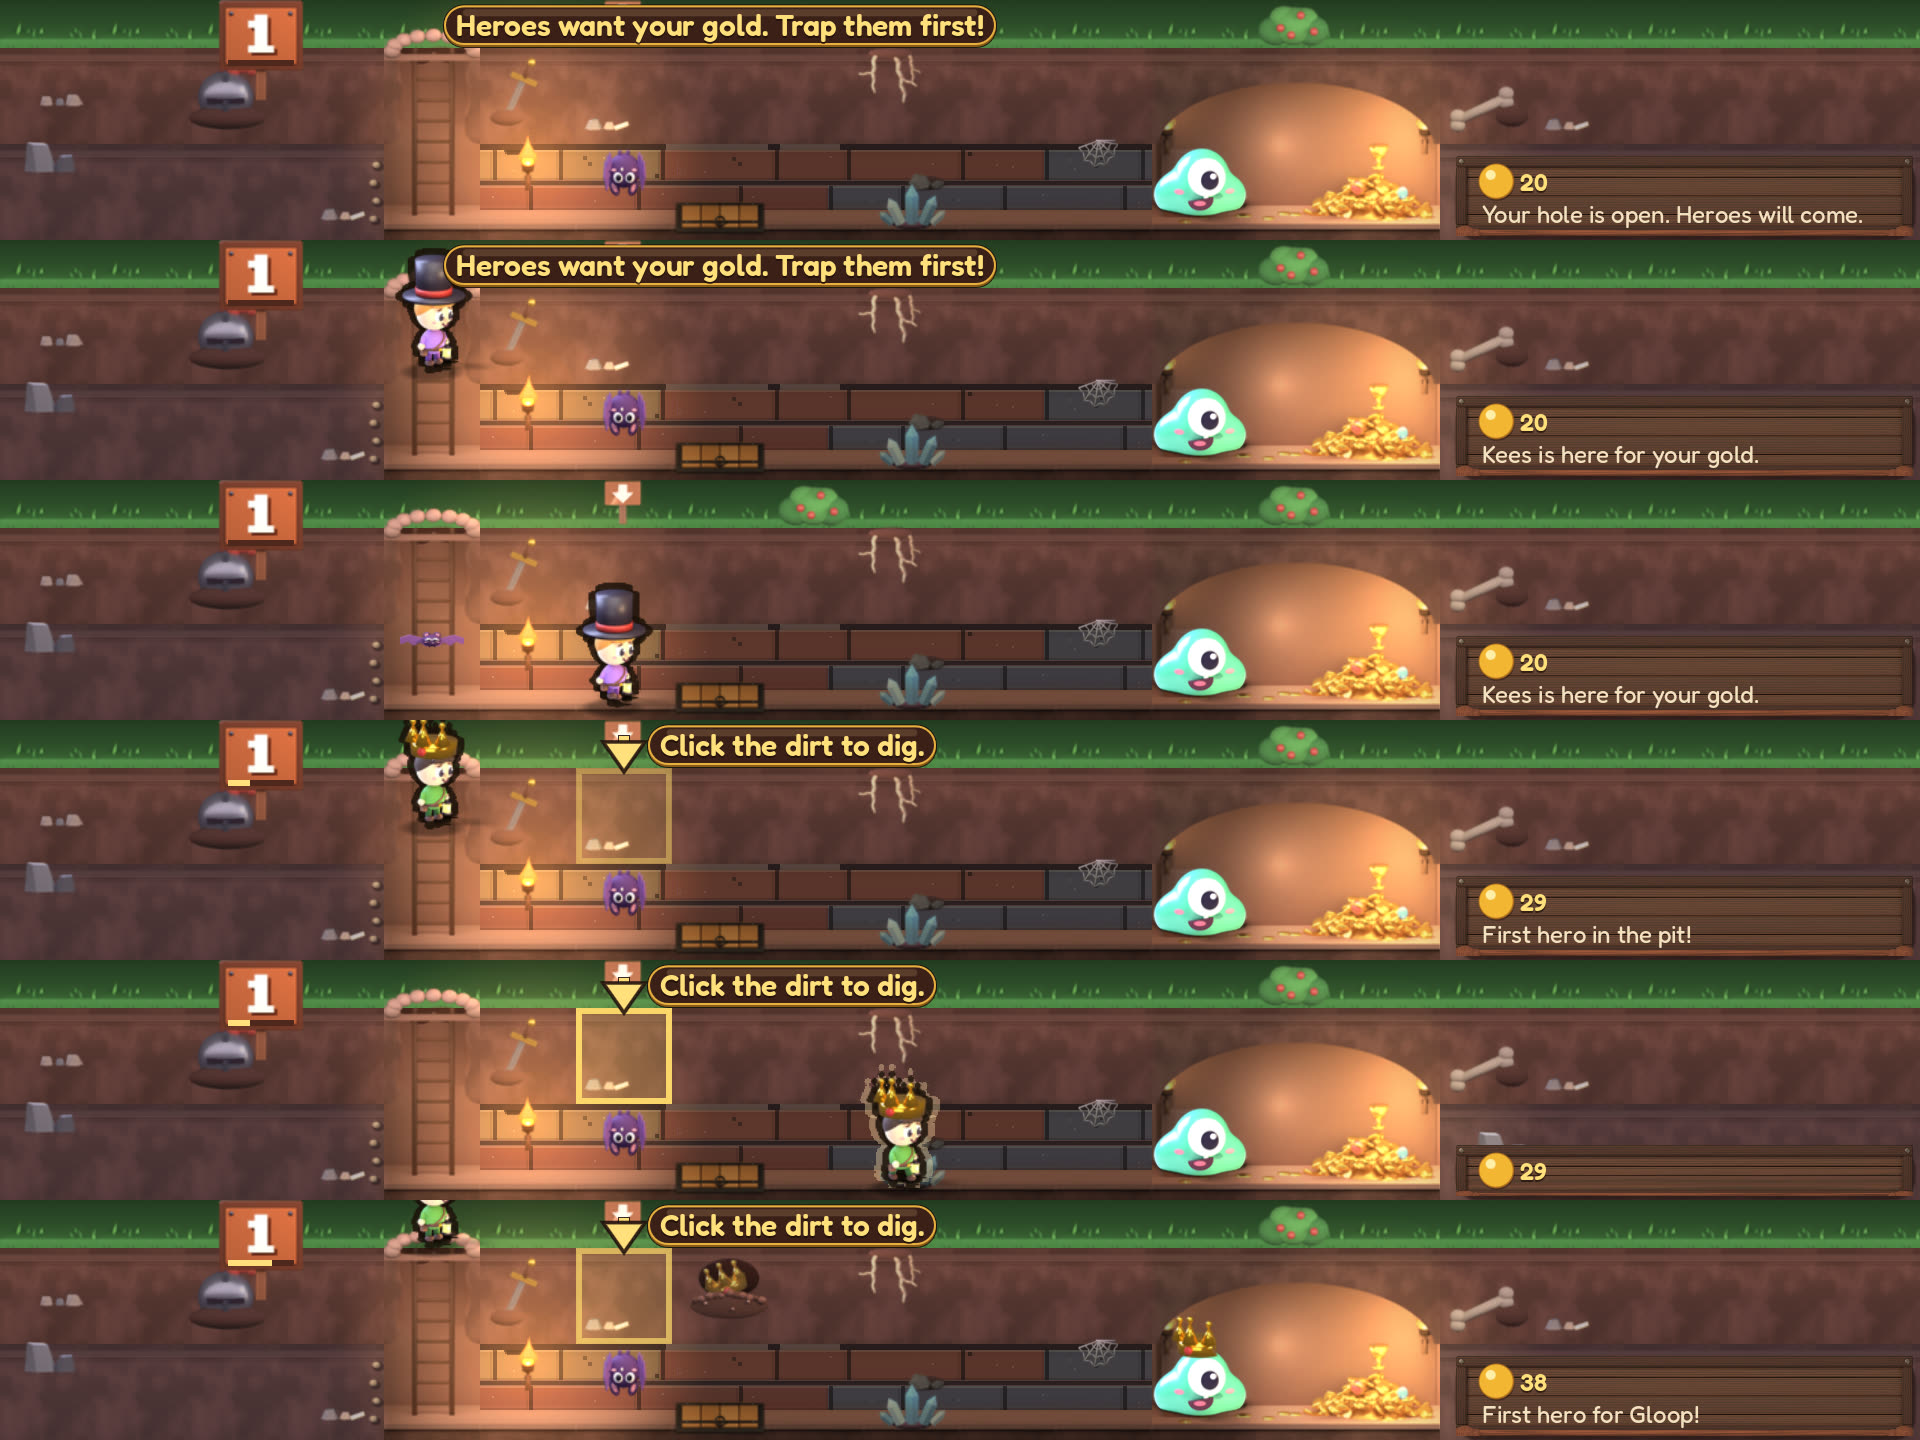 1
Heroes want your gold. Trap them first!
20
Your hole is open. Heroes will come.
1
Heroes want your gold. Trap them first!
20
Kees is here for your gold.
1
20
Kees is here for your gold.
1
Click the dirt to dig.
29
First hero in the pit!
1
Click the dirt to dig.
29
1
Click the dirt to dig.
38
First hero for Gloop!